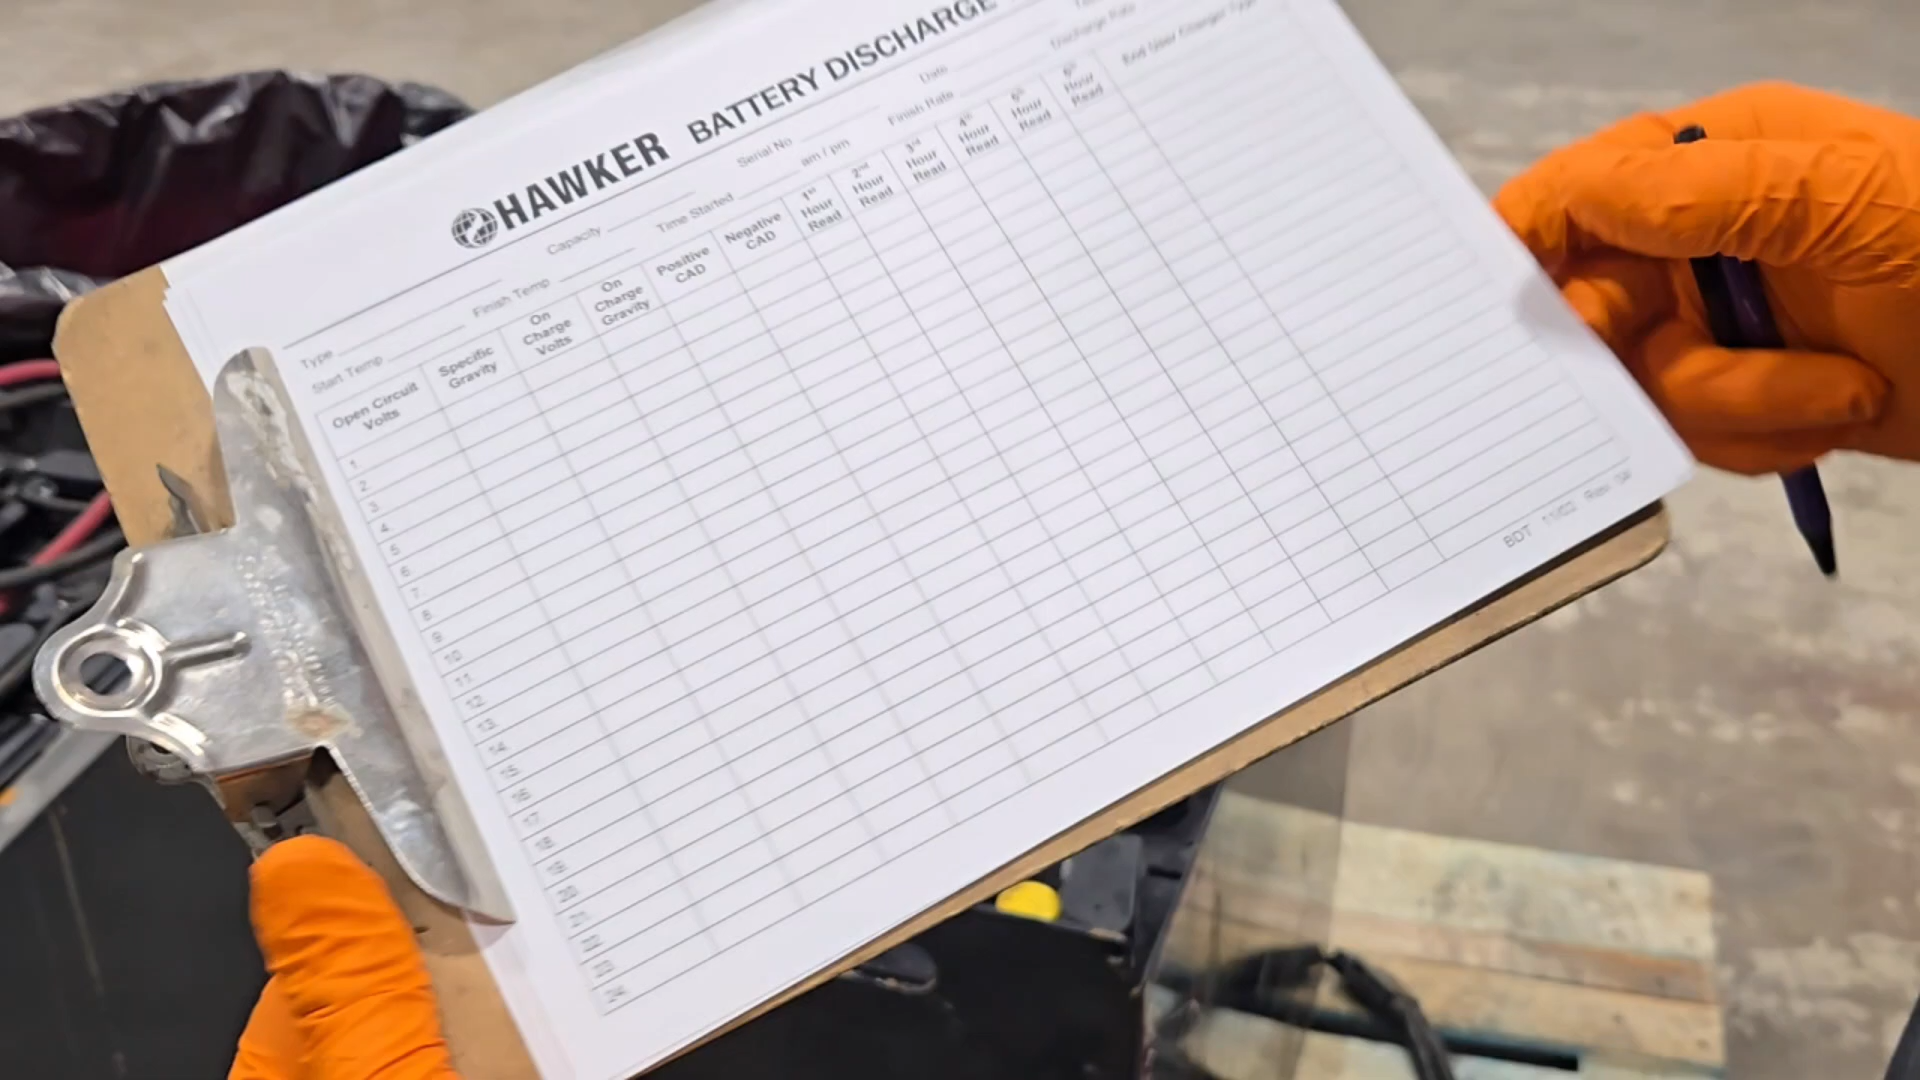 HAWKER BATTERY DISCHARGE
Type Capacity Serial No Date
Start Temp Finish Temp Time Started am / pm Finish Rate Discharge Rate
Open Circuit Volts
Specific Gravity
On Charge Volts
On Charge Gravity
Positive CAD
Negative CAD
1st Hour Read
2nd Hour Read
3rd Hour Read
4th Hour Read
5th Hour Read
6th Hour Read
End User Charger Type
1
2
3
4
5
6
7
8
9
10
11
12
13
14
15
16
17
18
19
20
21
22
23
24
BDT 11/03 Rev.